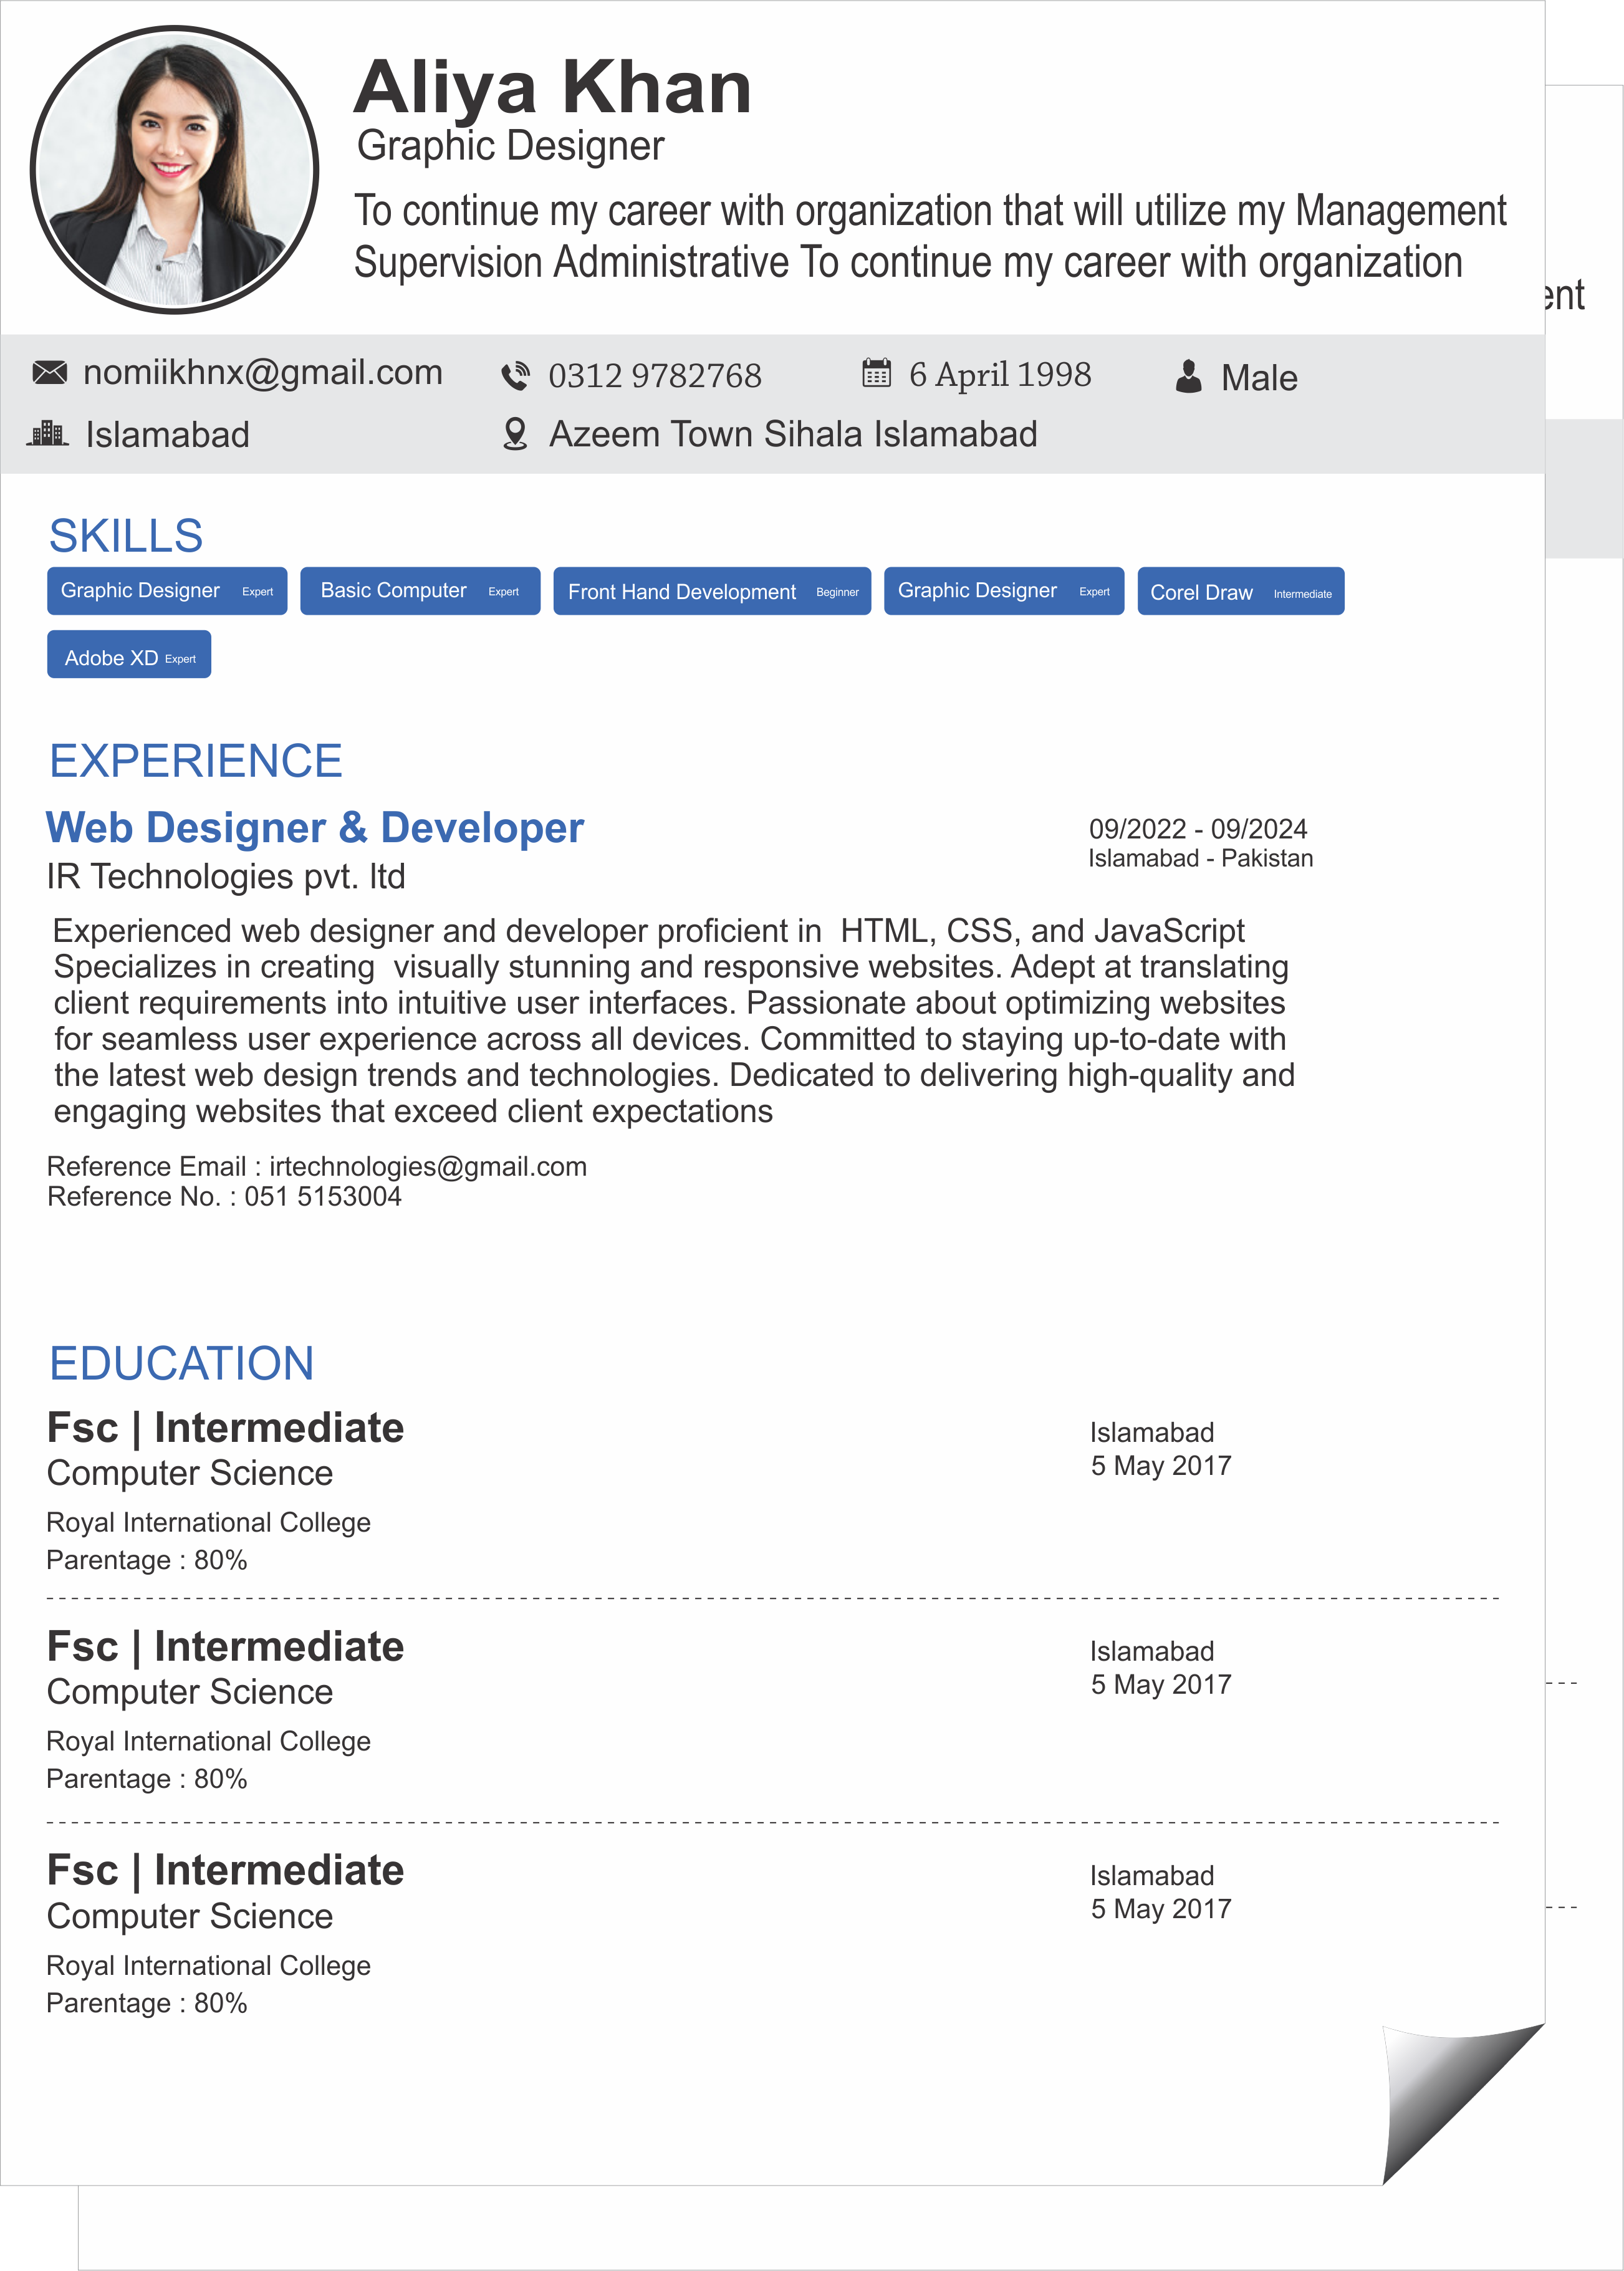 Aliya Khan
Graphic Designer
To continue my career with organization that will utilize my Management
Supervision Administrative To continue my career with organization
ent
nomiikhnx@gmail.com 0312 9782768 6 April 1998 Male
Islamabad Azeem Town Sihala Islamabad
SKILLS
Graphic Designer Expert Basic Computer Expert Front Hand Development Beginner Graphic Designer Expert Corel Draw Intermediate
Adobe XD Expert
EXPERIENCE
Web Designer & Developer
09/2022 - 09/2024
Islamabad - Pakistan
IR Technologies pvt. ltd
Experienced web designer and developer proficient in HTML, CSS, and JavaScript
Specializes in creating visually stunning and responsive websites. Adept at translating
client requirements into intuitive user interfaces. Passionate about optimizing websites
for seamless user experience across all devices. Committed to staying up-to-date with
the latest web design trends and technologies. Dedicated to delivering high-quality and
engaging websites that exceed client expectations
Reference Email : irtechnologies@gmail.com
Reference No. : 051 5153004
EDUCATION
Fsc | Intermediate
Islamabad
Computer Science
5 May 2017
Royal International College
Parentage : 80%
Fsc | Intermediate
Islamabad
Computer Science
5 May 2017
Royal International College
Parentage : 80%
Fsc | Intermediate
Islamabad
Computer Science
5 May 2017
Royal International College
Parentage : 80%